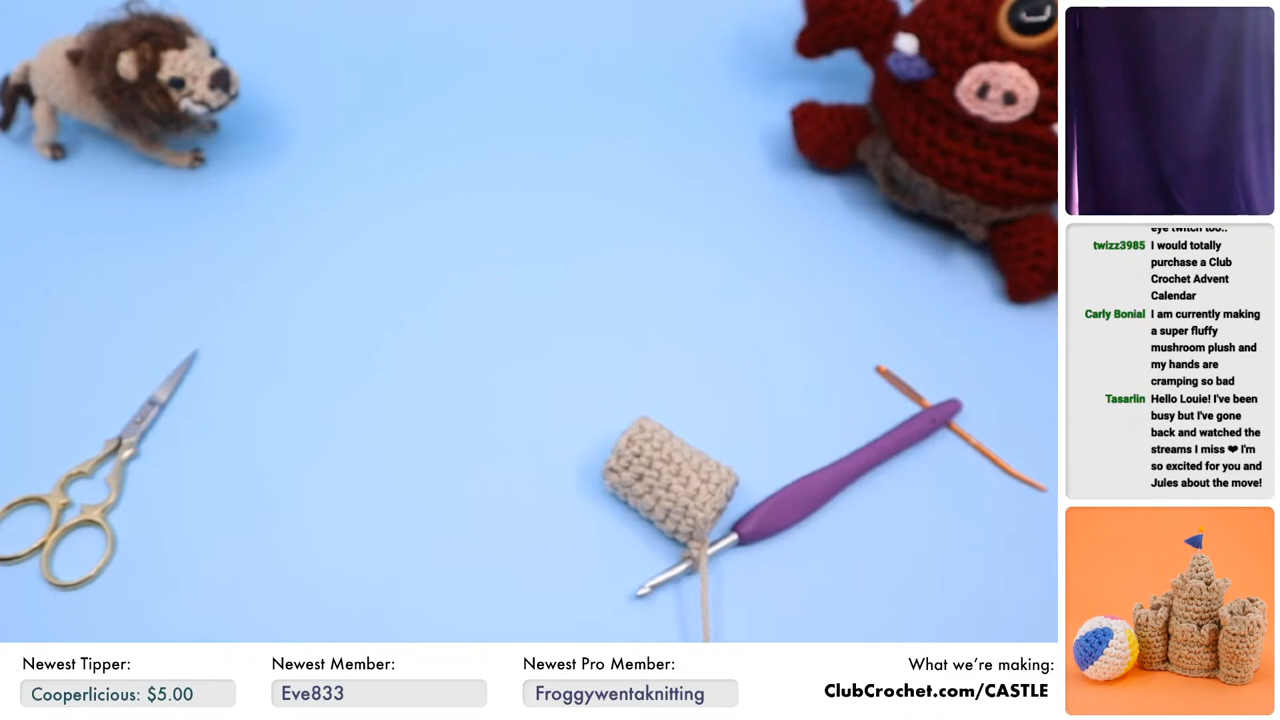 eye twitch too..
twizz3985 I would totally
purchase a Club
Crochet Advent
Calendar
Carly Bonial I am currently making
a super fluffy
mushroom plush and
my hands are
cramping so bad
Tasarlin Hello Louie! I've been
busy but I've gone
back and watched the
streams I miss ❤ I'm
so excited for you and
Jules about the move!
Newest Tipper:
Cooperlicious: $5.00
Newest Member:
Eve833
Newest Pro Member:
Froggywentaknitting
What we're making:
ClubCrochet.com/CASTLE